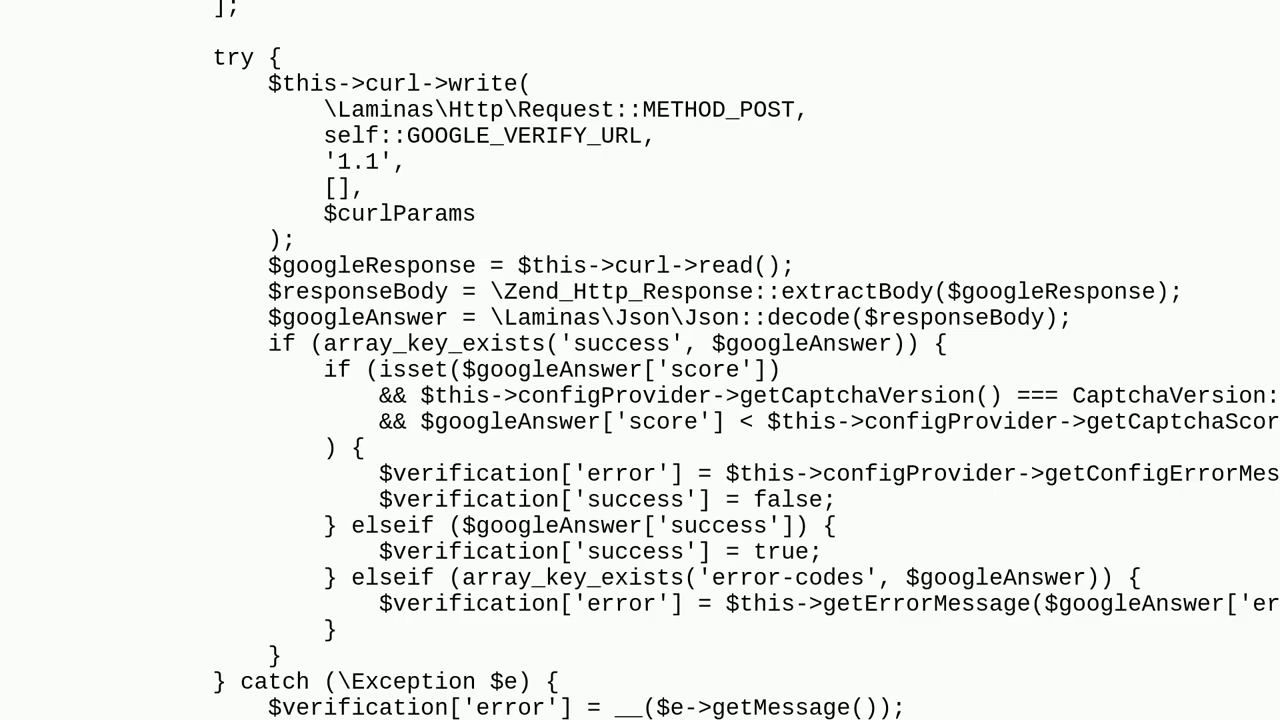 ];
try {
$this->curl->write(
\Laminas\Http\Request::METHOD_POST,
self::GOOGLE_VERIFY_URL,
'1.1',
[],
$curlParams
);
$googleResponse = $this->curl->read();
$responseBody = \Zend_Http_Response::extractBody($googleResponse);
$googleAnswer = \Laminas\Json\Json::decode($responseBody);
if (array_key_exists('success', $googleAnswer)) {
if (isset($googleAnswer['score'])
&& $this->configProvider->getCaptchaVersion() === CaptchaVersion:
&& $googleAnswer['score'] < $this->configProvider->getCaptchaScor
) {
$verification['error'] = $this->configProvider->getConfigErrorMes
$verification['success'] = false;
} elseif ($googleAnswer['success']) {
$verification['success'] = true;
} elseif (array_key_exists('error-codes', $googleAnswer)) {
$verification['error'] = $this->getErrorMessage($googleAnswer['er
}
}
} catch (\Exception $e) {
$verification['error'] = __($e->getMessage());